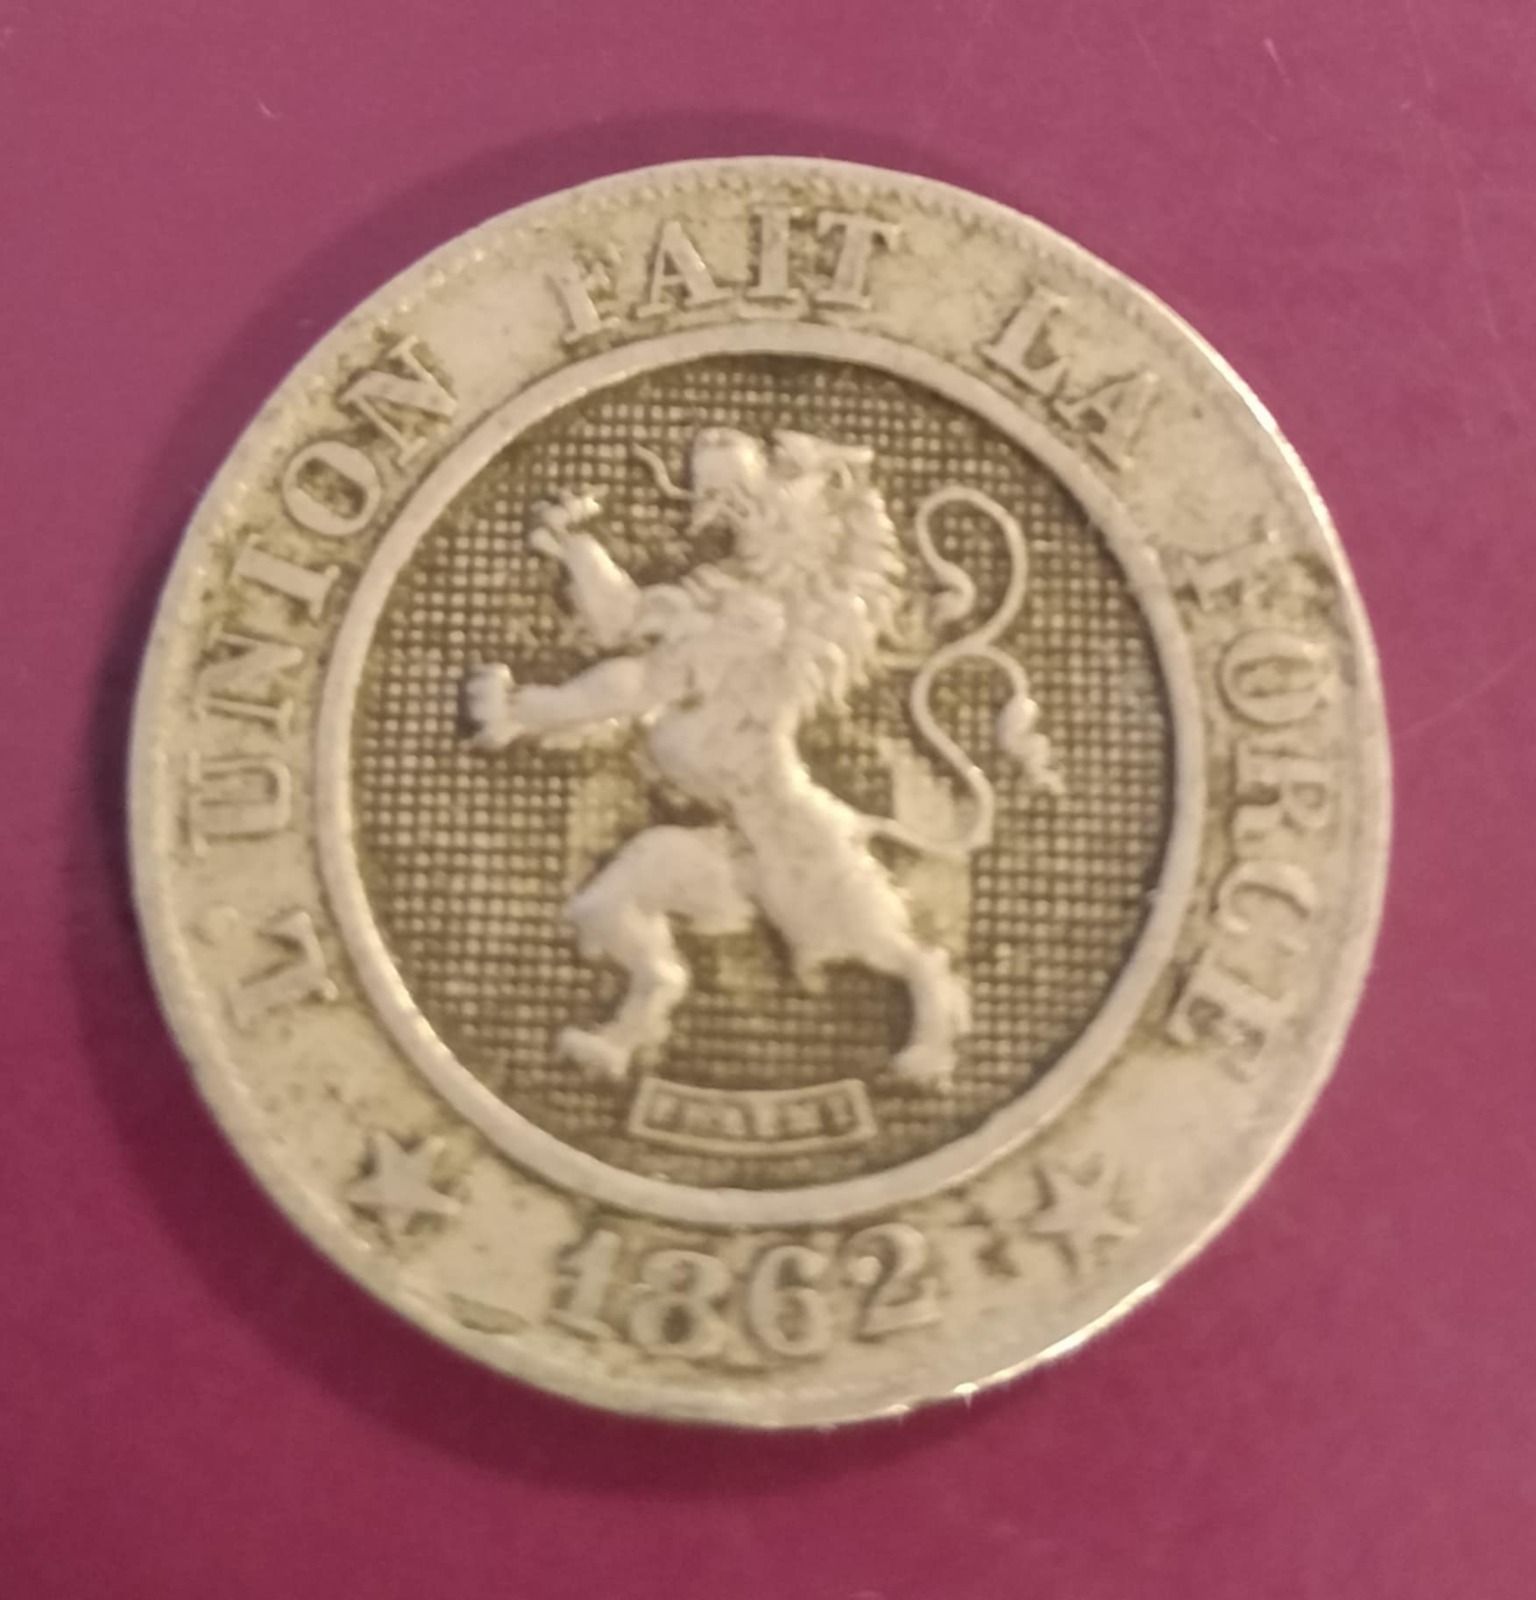 L'UNION FAIT LA FORCE
1862